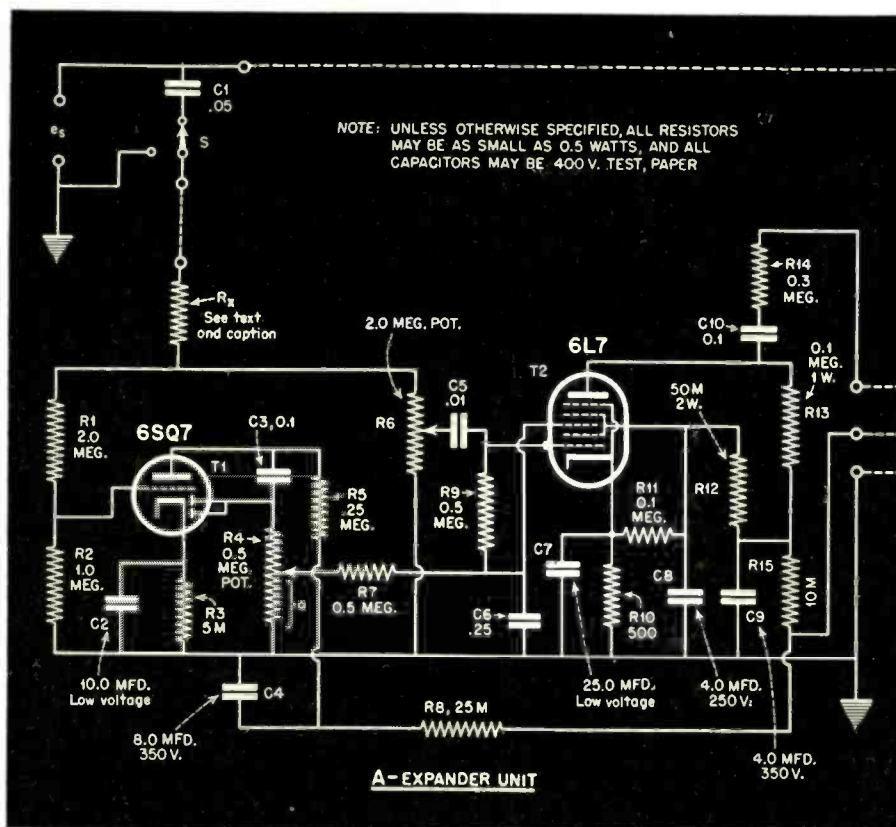 C1
.05
e_s
S
NOTE: UNLESS OTHERWISE SPECIFIED, ALL RESISTORS
MAY BE AS SMALL AS 0.5 WATTS, AND ALL
CAPACITORS MAY BE 400 V. TEST, PAPER
R14
0.3
MEG.
C10
0.1
Rx
See text
and caption
2.0 MEG. POT.
6L7
T2
0.1
MEG.
1 W.
R13
50 M
2 W.
R12
C5
.01
R6
R1
2.0
MEG.
6SQ7
T1
C3, 0.1
R5
.25
MEG.
R9
0.5
MEG.
R11
0.1
MEG.
R4
0.5
MEG.
POT.
R2
1.0
MEG.
C7
C8
R15
10 M
R7
0.5 MEG.
R3
5 M
C2
C6
.25
R10
500
C9
10.0 MFD.
Low voltage
25.0 MFD.
Low voltage
4.0 MFD.
250 V.
C4
R8, 25 M
8.0 MFD.
350 V.
4.0 MFD.
350 V.
A-EXPANDER UNIT